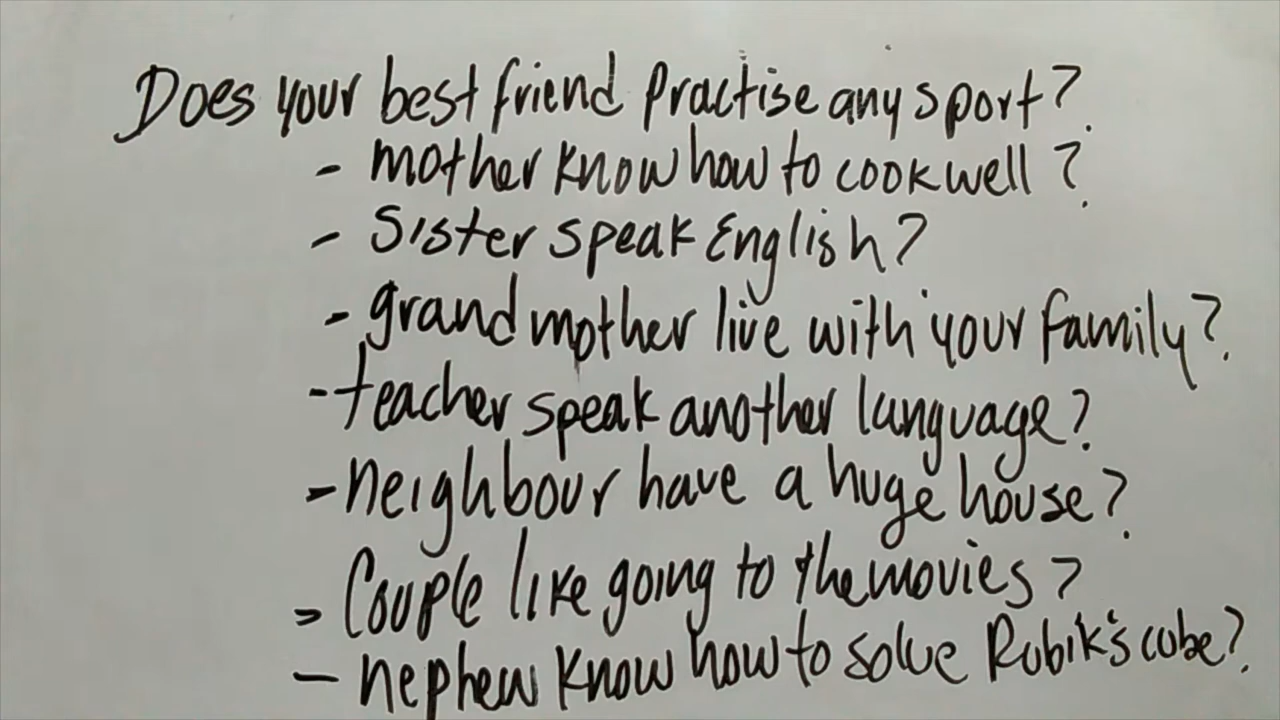 Does your best friend Practise any sport?
- mother know how to cook well?
- Sister speak English?
- grandmother live with your family?
- teacher speak another language?
- neighbour have a huge house?
- Couple like going to the movies?
- nephew know how to solve Rubik's cube?